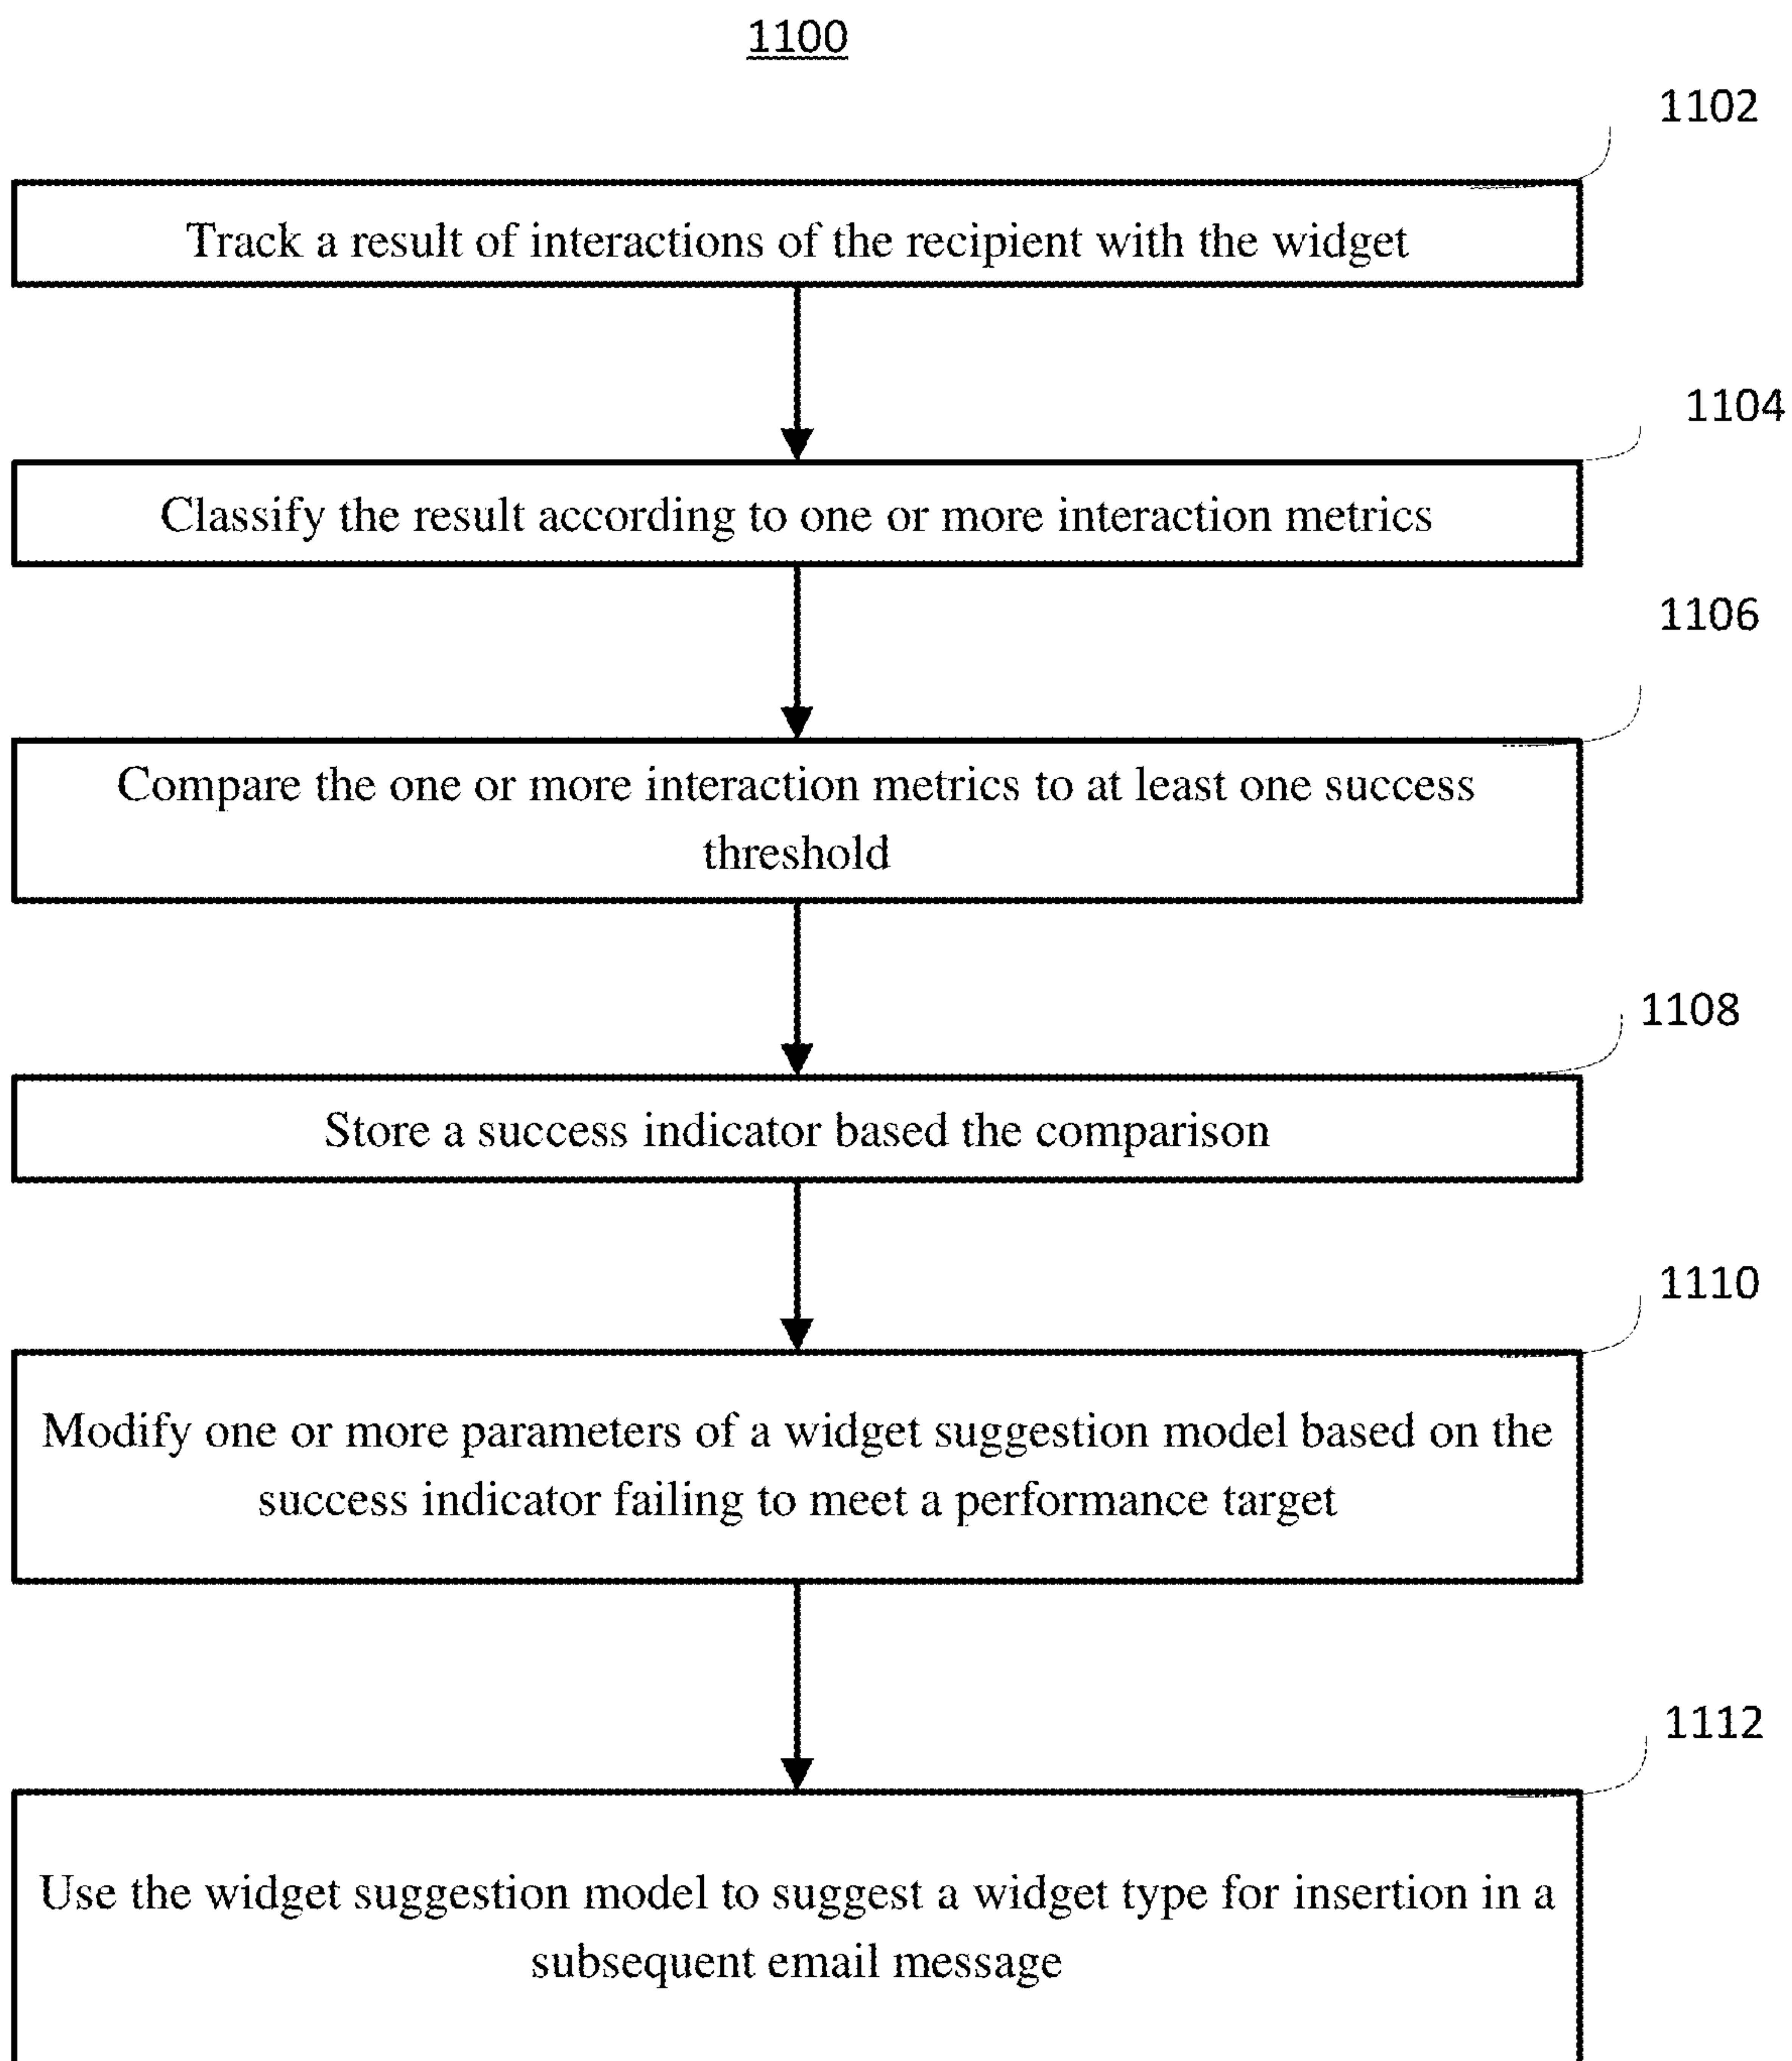 1100
1102
Track a result of interactions of the recipient with the widget
1104
Classify the result according to one or more interaction metrics
1106
Compare the one or more interaction metrics to at least one success
threshold
1108
Store a success indicator based the comparison
1110
Modify one or more parameters of a widget suggestion model based on the
success indicator failing to meet a performance target
1112
Use the widget suggestion model to suggest a widget type for insertion in a
subsequent email message